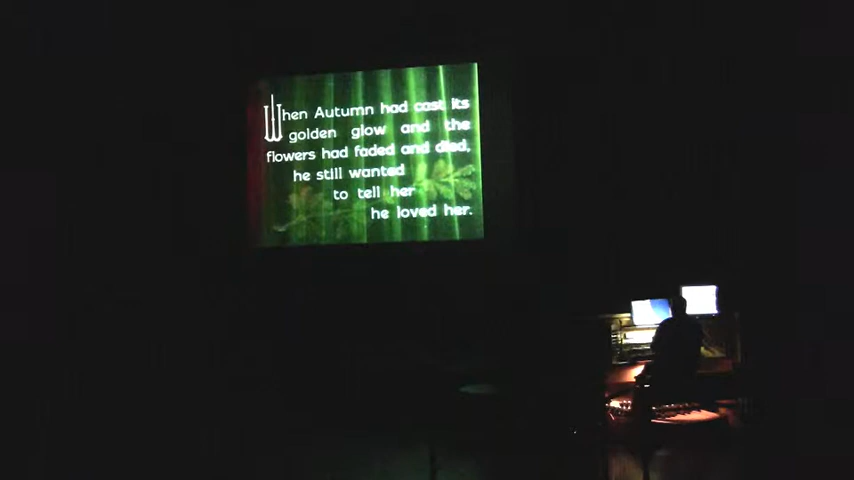 When Autumn had cast its
golden glow and the
flowers had faded and died,
he still wanted
to tell her
he loved her.